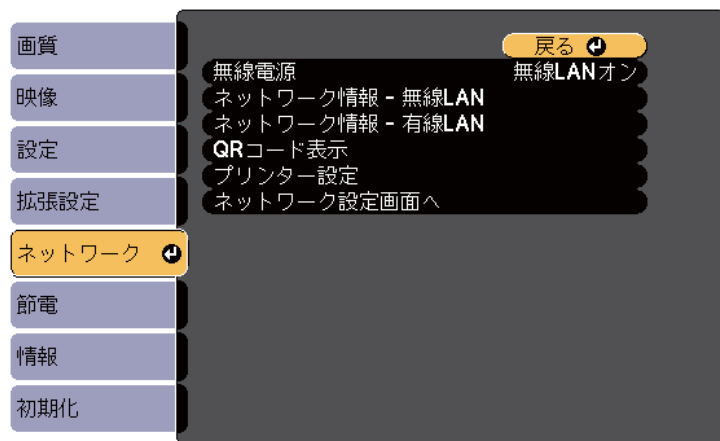 画質
映像
設定
拡張設定
ネットワーク
節電
情報
初期化
戻る
無線電源 無線LANオン
ネットワーク情報 - 無線LAN
ネットワーク情報 - 有線LAN
QRコード表示
プリンター設定
ネットワーク設定画面へ